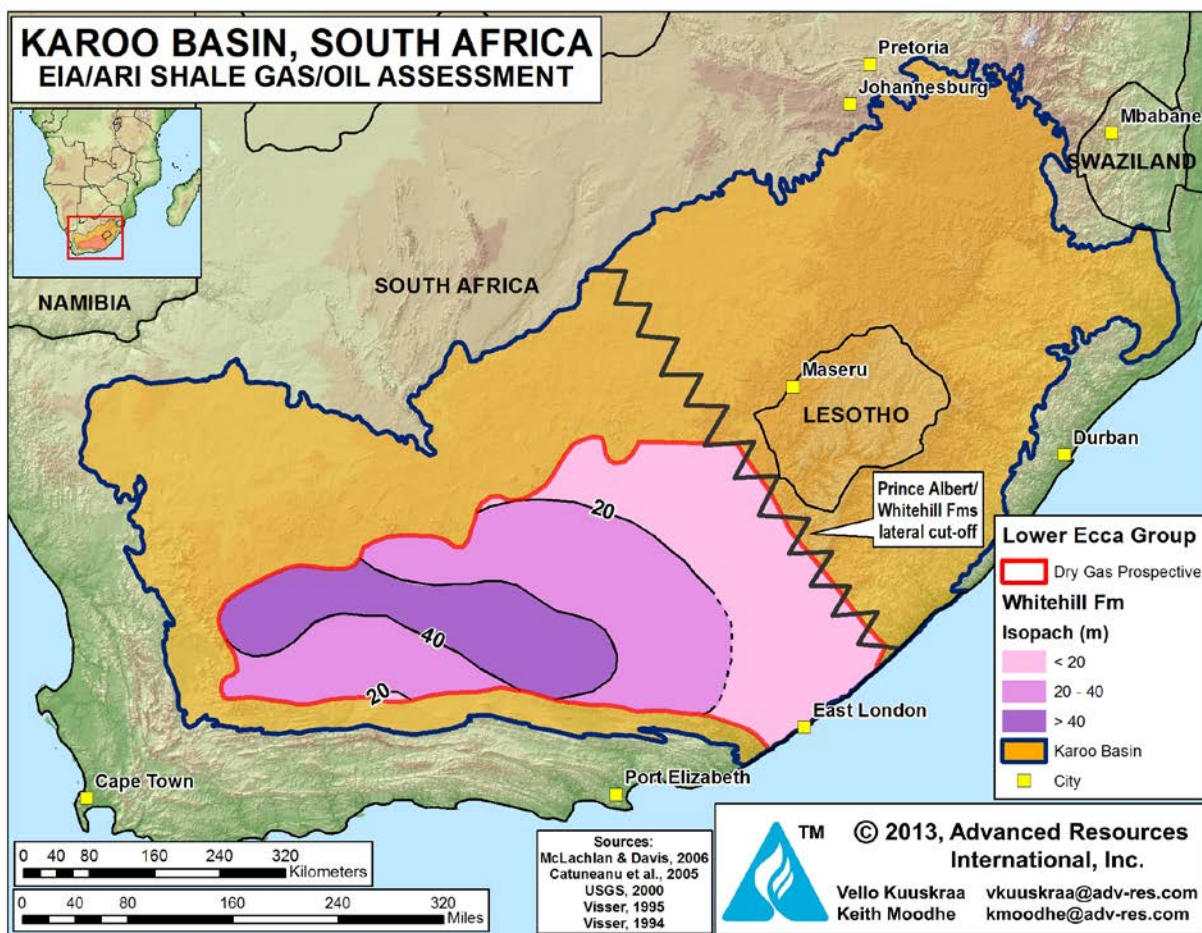 KAROO BASIN, SOUTH AFRICA
EIA/ARI SHALE GAS/OIL ASSESSMENT
Pretoria
Johannesburg
Mbabane
SWAZILAND
NAMIBIA
SOUTH AFRICA
Maseru
LESOTHO
Durban
Prince Albert/
Whitehill Fms
lateral cut-off
20
40
20
East London
Cape Town
Port Elizabeth
Lower Ecca Group
Dry Gas Prospective
Whitehill Fm
Isopach (m)
< 20
20 - 40
> 40
Karoo Basin
City
0 40 80 160 240 320
Kilometers
0 40 80 160 240 320
Miles
Sources:
McLachlan & Davis, 2006
Catuneanu et al., 2005
USGS, 2000
Visser, 1995
Visser, 1994
TM
© 2013, Advanced Resources
International, Inc.
Vello Kuuskraa vkuuskraa@adv-res.com
Keith Moodhe kmoodhe@adv-res.com